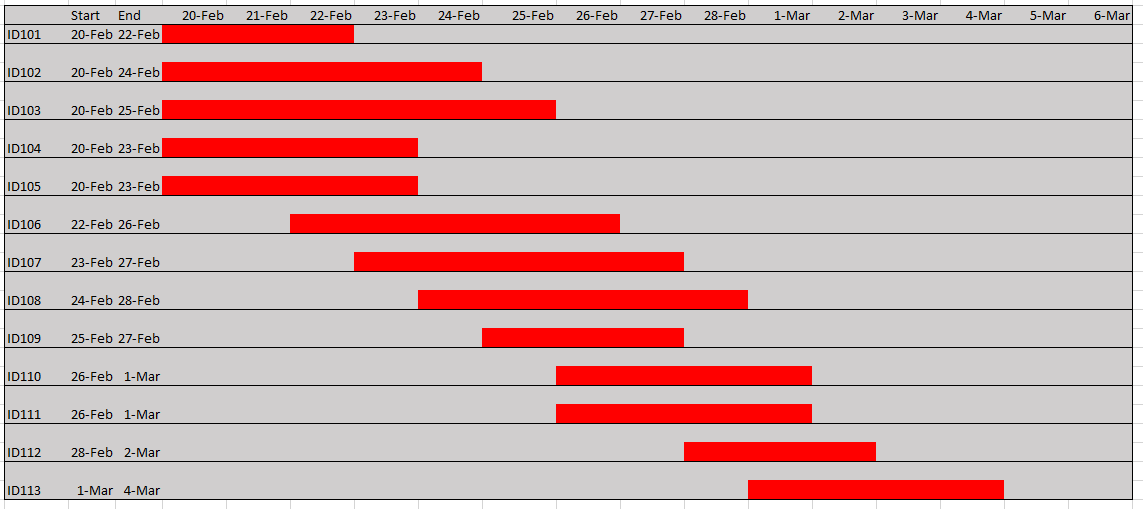 Start End 20-Feb 21-Feb 22-Feb 23-Feb 24-Feb 25-Feb 26-Feb 27-Feb 28-Feb 1-Mar 2-Mar 3-Mar 4-Mar 5-Mar 6-Mar
ID101 20-Feb 22-Feb
ID102 20-Feb 24-Feb
ID103 20-Feb 25-Feb
ID104 20-Feb 23-Feb
ID105 20-Feb 23-Feb
ID106 22-Feb 26-Feb
ID107 23-Feb 27-Feb
ID108 24-Feb 28-Feb
ID109 25-Feb 27-Feb
ID110 26-Feb 1-Mar
ID111 26-Feb 1-Mar
ID112 28-Feb 2-Mar
ID113 1-Mar 4-Mar